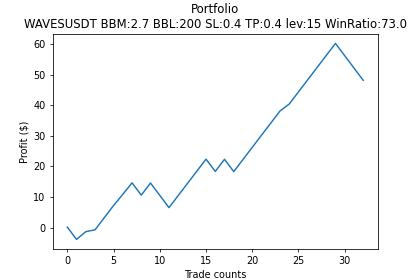 Portfolio
WAVESUSDT BBM:2.7 BBL:200 SL:0.4 TP:0.4 lev:15 WinRatio:73.0
60
50
40
30
20
10
0
Profit ($)
0 5 10 15 20 25 30
Trade counts